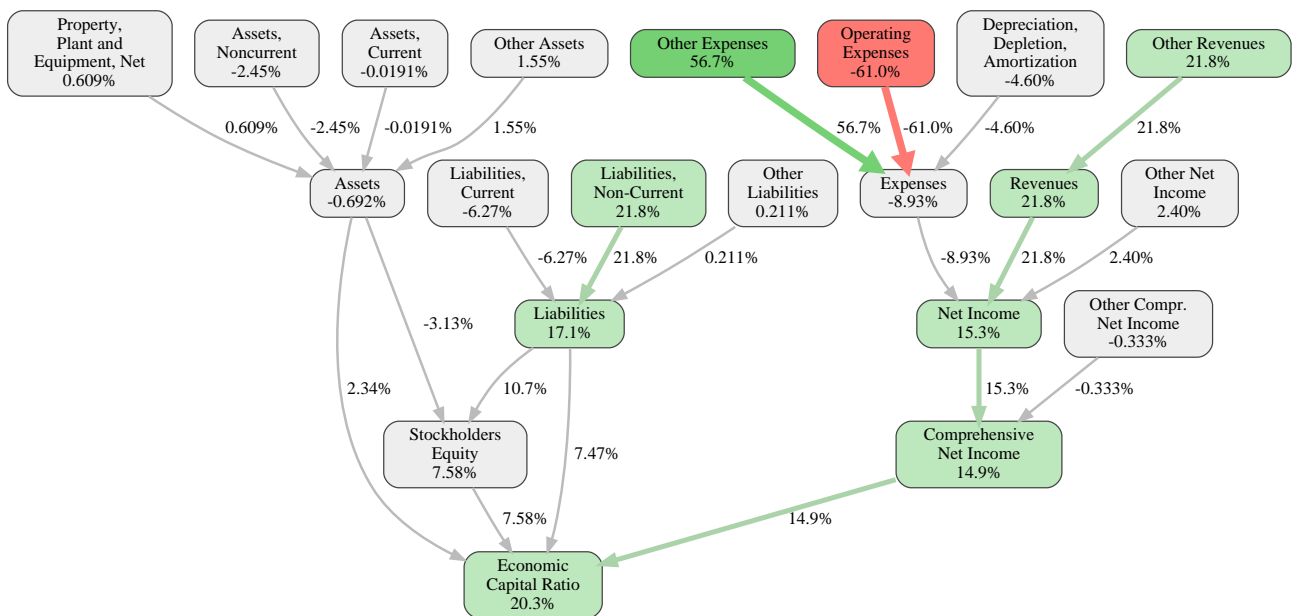 Property,
Plant and
Equipment, Net
0.609%
Assets,
Noncurrent
-2.45%
Assets,
Current
-0.0191%
Other Assets
1.55%
Other Expenses
56.7%
Operating
Expenses
-61.0%
Depreciation,
Depletion,
Amortization
-4.60%
Other Revenues
21.8%
0.609%
-2.45%
-0.0191%
1.55%
56.7%
-61.0%
-4.60%
21.8%
Assets
-0.692%
Liabilities,
Current
-6.27%
Liabilities,
Non-Current
21.8%
Other
Liabilities
0.211%
Expenses
-8.93%
Revenues
21.8%
Other Net
Income
2.40%
-6.27%
21.8%
0.211%
-8.93%
21.8%
2.40%
-3.13%
Liabilities
17.1%
Net Income
15.3%
Other Compr.
Net Income
-0.333%
2.34%
10.7%
7.47%
15.3%
-0.333%
Stockholders
Equity
7.58%
Comprehensive
Net Income
14.9%
7.58%
14.9%
Economic
Capital Ratio
20.3%